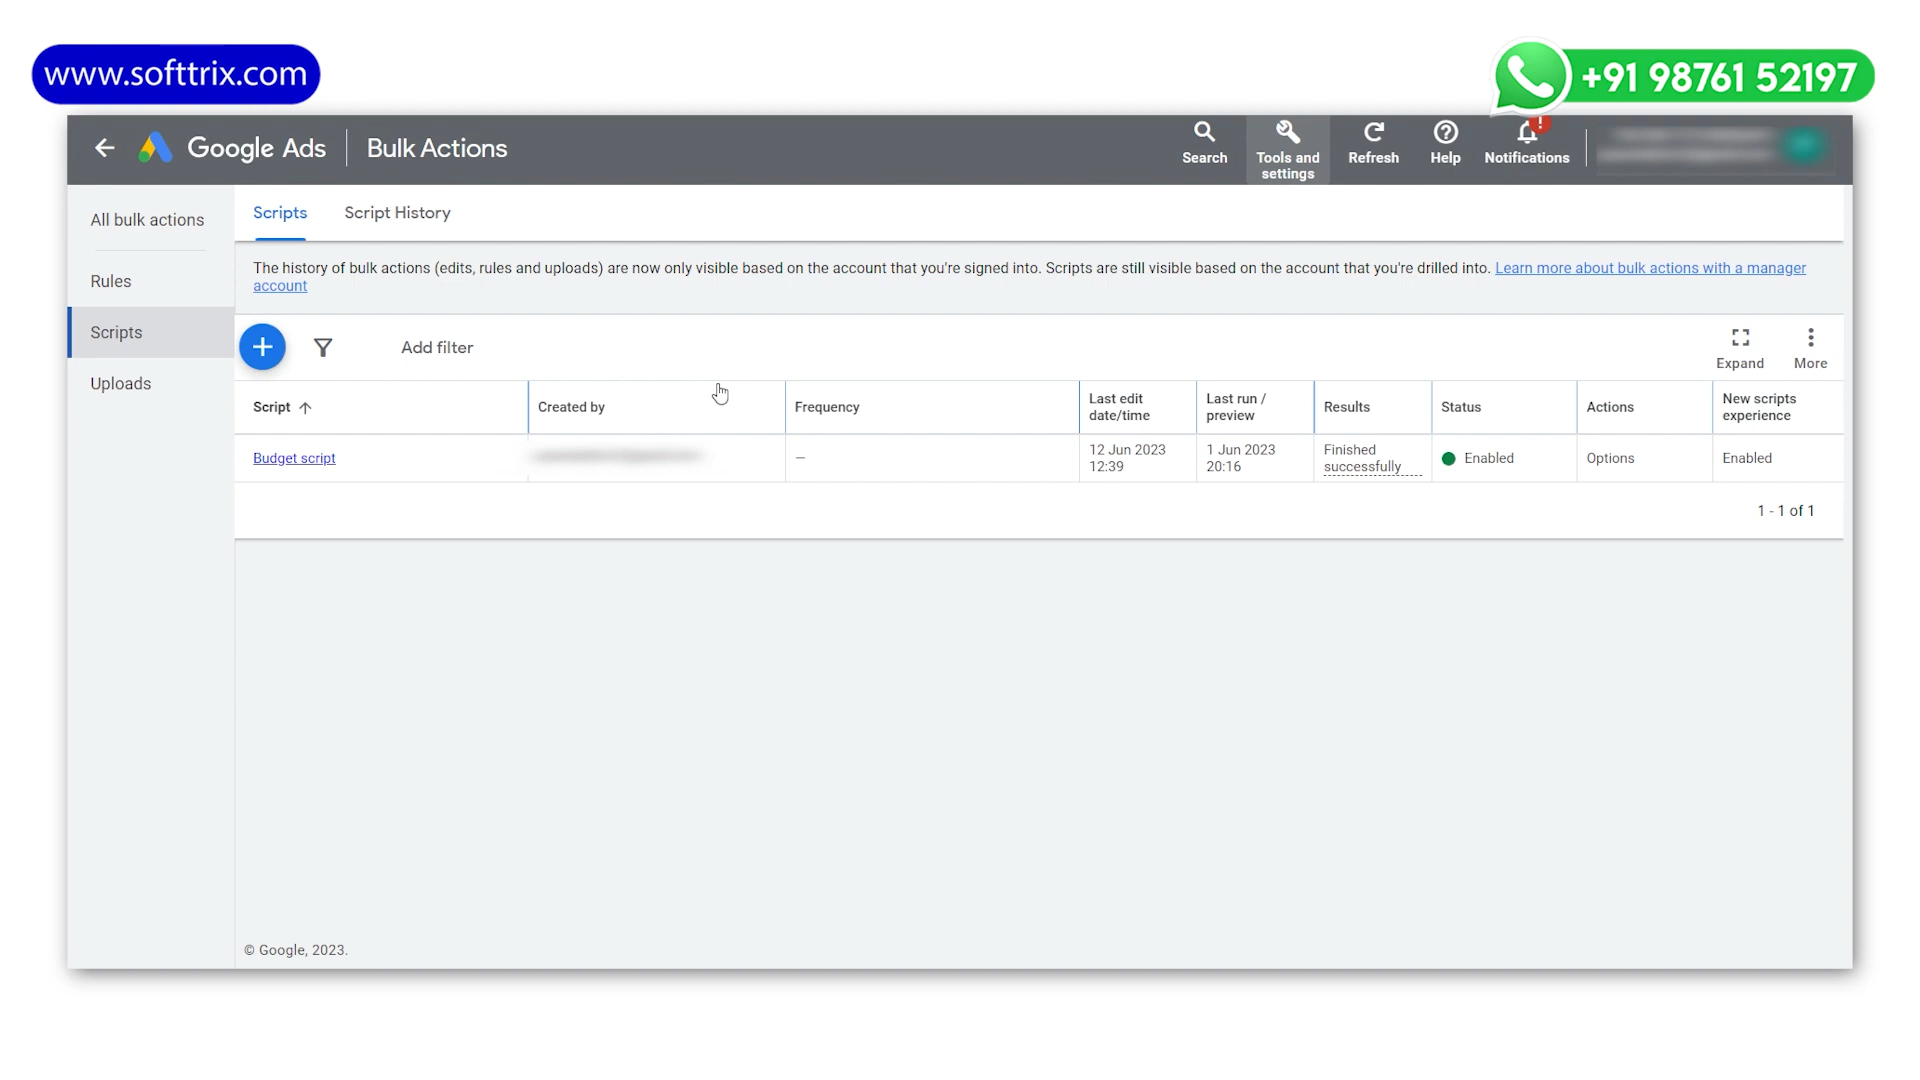 www.softtrix.com
+91 98761 52197
Google Ads
Bulk Actions
Search
Tools and
settings
Refresh
Help
Notifications
All bulk actions
Rules
Scripts
Uploads
Scripts
Script History
The history of bulk actions (edits, rules and uploads) are now only visible based on the account that you're signed into. Scripts are still visible based on the account that you're drilled into. Learn more about bulk actions with a manager
account
Add filter
Expand
More
Script
Created by
Frequency
Last edit
date/time
Last run /
preview
Results
Status
Actions
New scripts
experience
Budget script
—
12 Jun 2023
12:39
1 Jun 2023
20:16
Finished
successfully
Enabled
Options
Enabled
1 - 1 of 1
© Google, 2023.